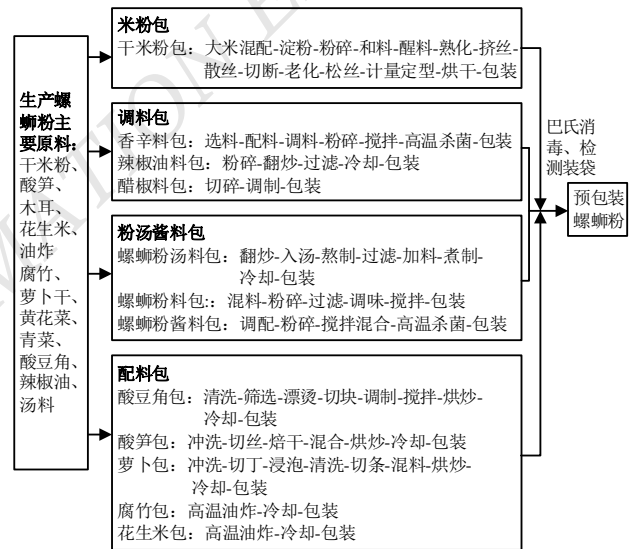 生产螺
蛳粉主
要原料：
干米粉、
酸笋、
木耳、
花生米、
油炸
腐竹、
萝卜干、
黄花菜、
青菜、
酸豆角、
辣椒油、
汤料
米粉包
干米粉包：大米混配-淀粉-粉碎-和料-醒料-熟化-挤丝-
散丝-切断-老化-松丝-计量定型-烘干-包装
调料包
香辛料包：选料-配料-调料-粉碎-搅拌-高温杀菌-包装
辣椒油料包：粉碎-翻炒-过滤-冷却-包装
醋椒料包：切碎-调制-包装
粉汤酱料包
螺蛳粉汤料包：翻炒-入汤-熬制-过滤-加料-煮制-
冷却-包装
螺蛳粉料包:：混料-粉碎-过滤-调味-搅拌-包装
螺蛳粉酱料包：调配-粉碎-搅拌混合-高温杀菌-包装
配料包
酸豆角包：清洗-筛选-漂烫-切块-调制-搅拌-烘炒-
冷却-包装
酸笋包：冲洗-切丝-焙干-混合-烘炒-冷却-包装
萝卜包：冲洗-切丁-浸泡-清洗-切条-混料-烘炒-
冷却-包装
腐竹包：高温油炸-冷却-包装
花生米包：高温油炸-冷却-包装
巴氏消
毒、检
测装袋
预包装
螺蛳粉
MATION